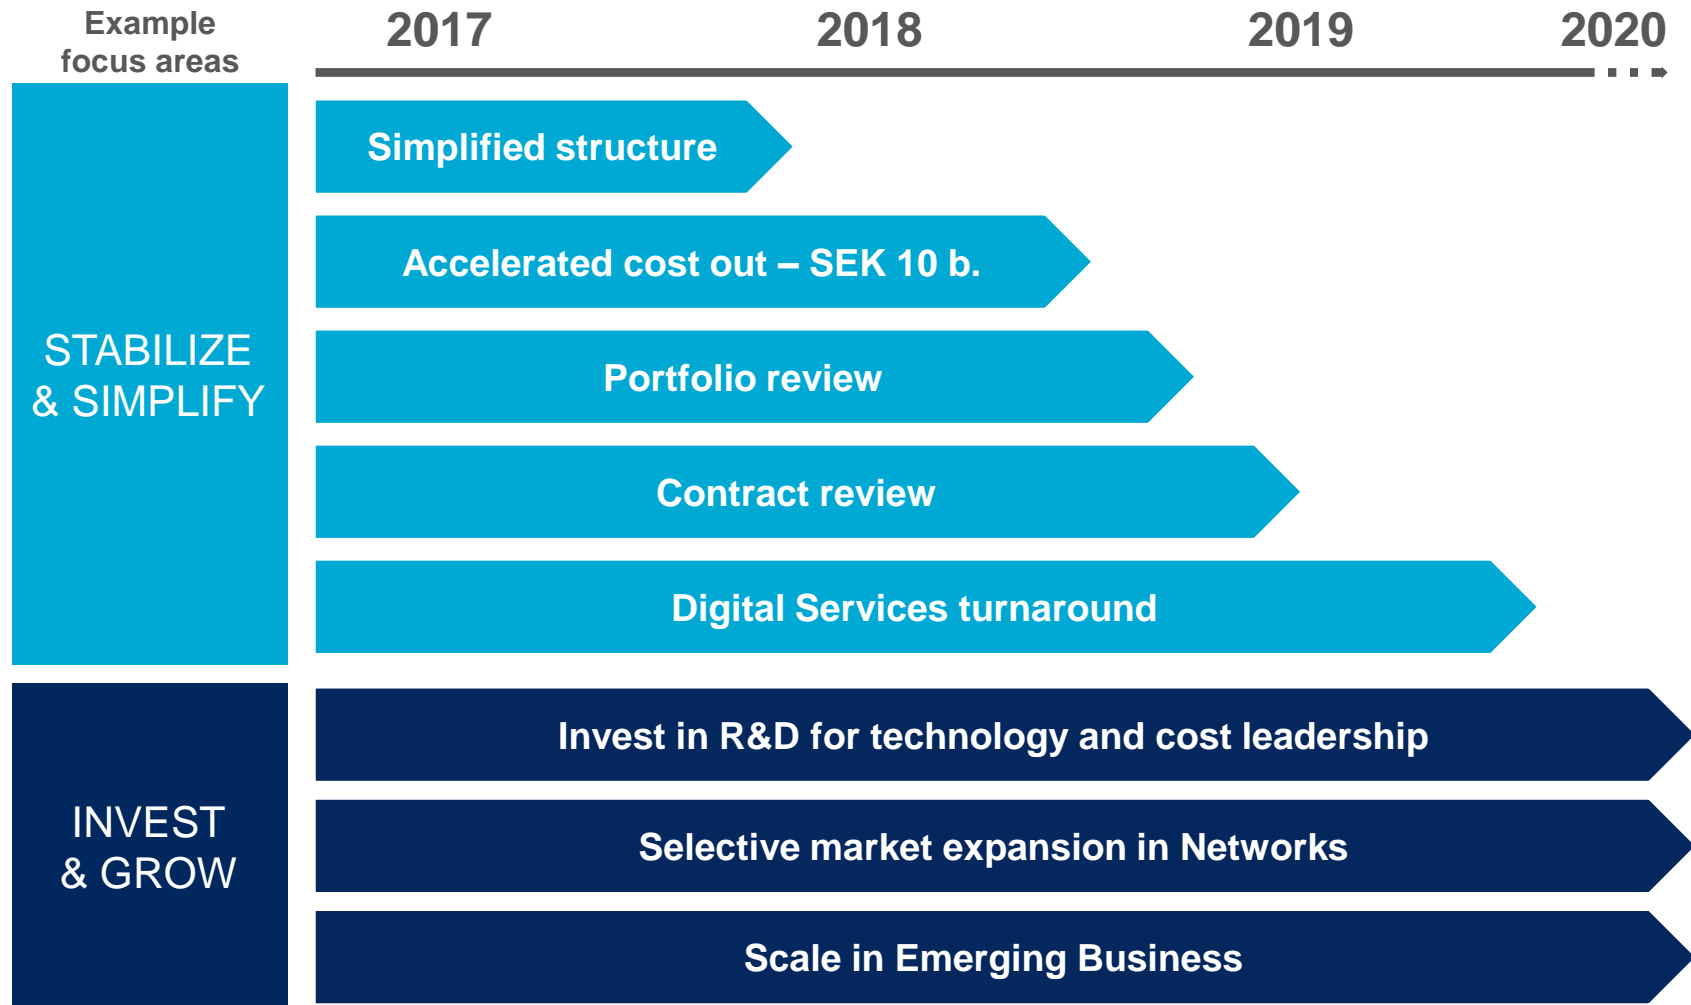 Example
focus areas
2017
2018
2019
2020
STABILIZE
& SIMPLIFY
Simplified structure
Accelerated cost out – SEK 10 b.
Portfolio review
Contract review
Digital Services turnaround
INVEST
& GROW
Invest in R&D for technology and cost leadership
Selective market expansion in Networks
Scale in Emerging Business